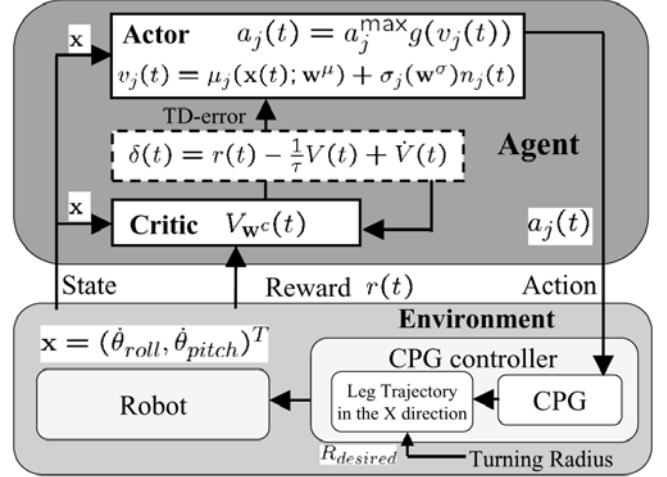 x
Actor a_j(t) = a_j^max g(v_j(t))
v_j(t) = μ_j(x(t); w^μ) + σ_j(w^σ)n_j(t)
TD-error
δ(t) = r(t) − 1/τ V(t) + V̇(t)
Agent
x
Critic V_{w^c}(t)
a_j(t)
State
Reward r(t)
Action
Environment
x = (θ̇_roll, θ̇_pitch)^T
CPG controller
Robot
Leg Trajectory
in the X direction
CPG
R_desired
Turning Radius